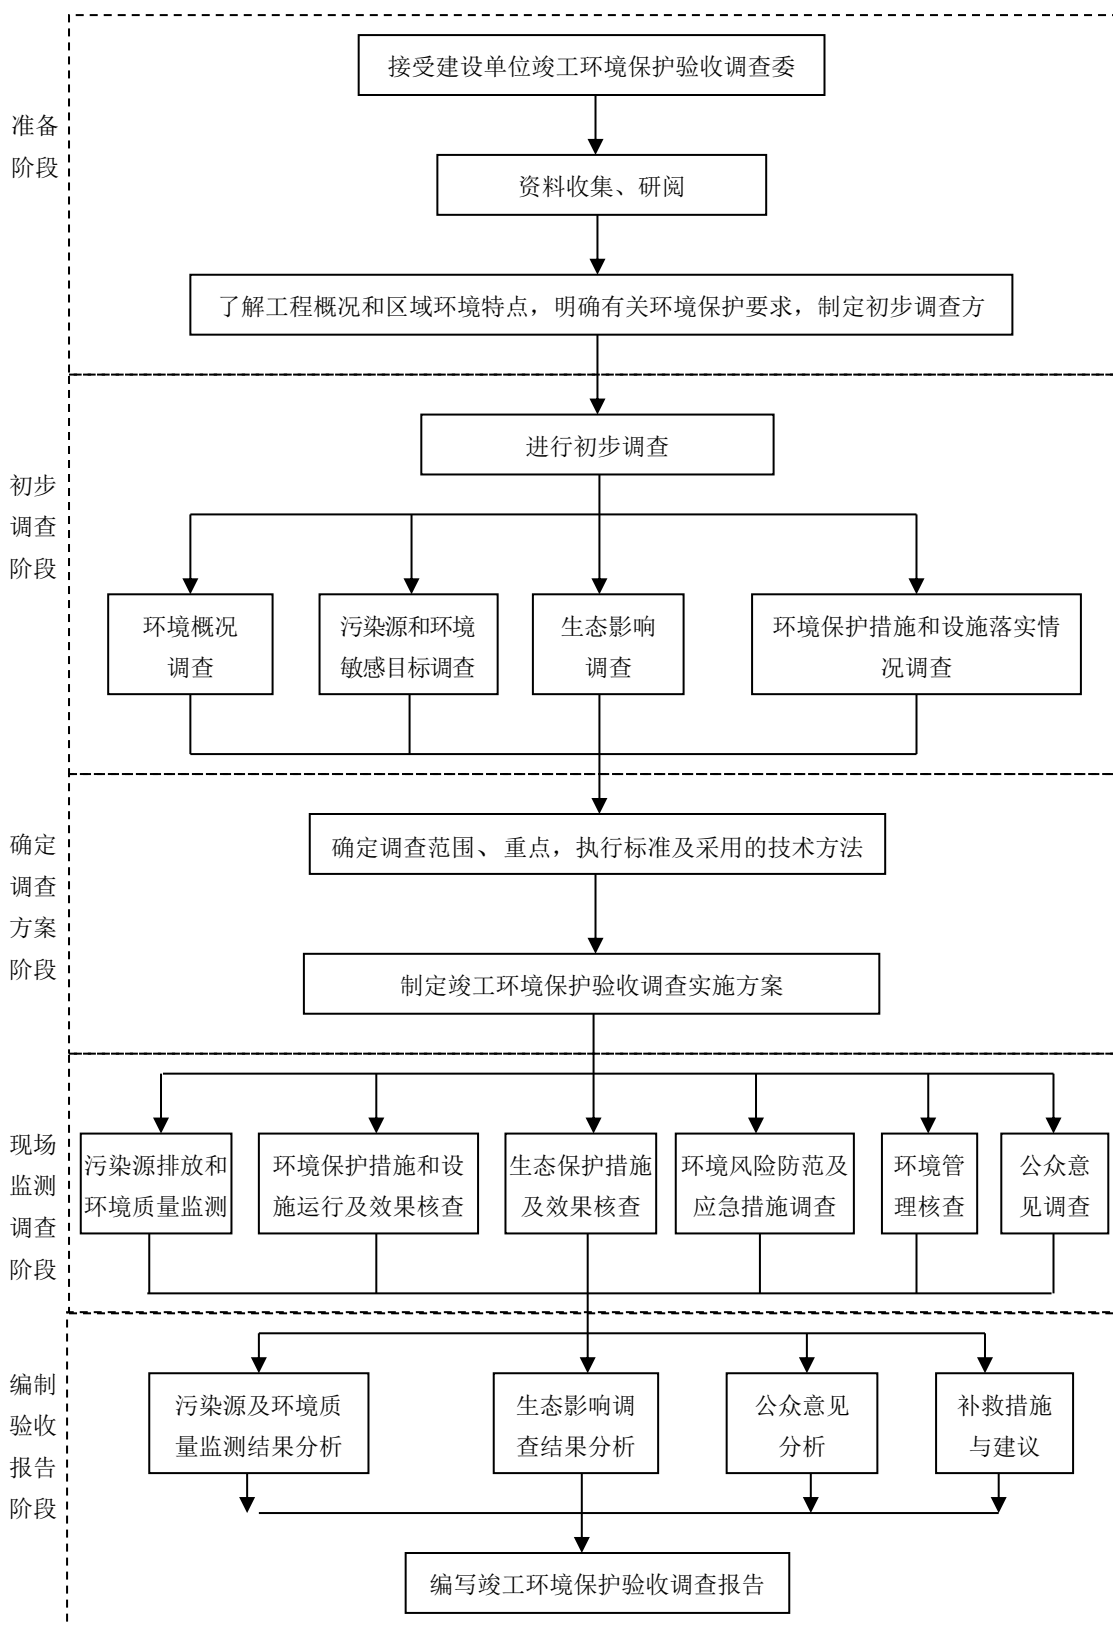 准备
阶段
接受建设单位竣工环境保护验收调查委
资料收集、研阅
了解工程概况和区域环境特点，明确有关环境保护要求，制定初步调查方
初步
调查
阶段
进行初步调查
环境概况
调查
污染源和环境
敏感目标调查
生态影响
调查
环境保护措施和设施落实情
况调查
确定
调查
方案
阶段
确定调查范围、重点，执行标准及采用的技术方法
制定竣工环境保护验收调查实施方案
现场
监测
调查
阶段
污染源排放和
环境质量监测
环境保护措施和设
施运行及效果核查
生态保护措施
及效果核查
环境风险防范及
应急措施调查
环境管
理核查
公众意
见调查
编制
验收
报告
阶段
污染源及环境质
量监测结果分析
生态影响调
查结果分析
公众意见
分析
补救措施
与建议
编写竣工环境保护验收调查报告